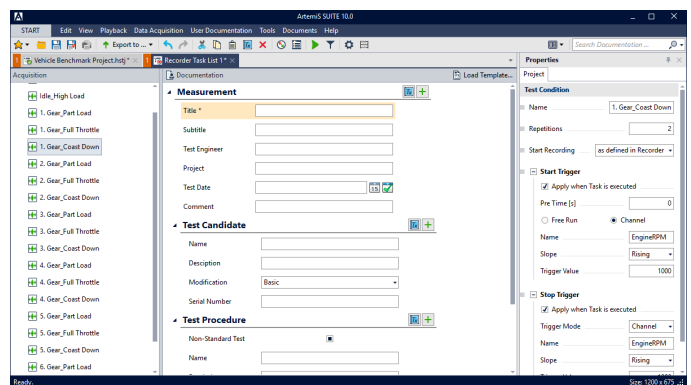 ArtemiS SUITE 10.0
START Edit View Playback Data Acquisition User Documentation Tools Documents Help
Export to ... Search Documentation ...
1 Vehicle Benchmark Project.hstj* × 1 Recorder Task List 1* ×
Acquisition
Idle_High Load
1. Gear_Part Load
1. Gear_Full Throttle
1. Gear_Coast Down
2. Gear_Part Load
2. Gear_Full Throttle
2. Gear_Coast Down
3. Gear_Part Load
3. Gear_Full Throttle
3. Gear_Coast Down
4. Gear_Part Load
4. Gear_Full Throttle
4. Gear_Coast Down
5. Gear_Part Load
5. Gear_Full Throttle
5. Gear_Coast Down
6. Gear_Part Load
Documentation Load Template...
Measurement
Title *
Subtitle
Test Engineer
Project
Test Date 15
Comment
Test Candidate
Name
Desciption
Modification Basic
Serial Number
Test Procedure
Non-Standard Test
Name
Properties
Project
Test Condition
Name 1. Gear_Coast Down
Repetitions 2
Start Recording as defined in Recorder
Start Trigger
Apply when Task is executed
Pre Time [s] 0
Free Run Channel
Name EngineRPM
Slope Rising
Trigger Value 1000
Stop Trigger
Apply when Task is executed
Trigger Mode Channel
Name EngineRPM
Slope Rising
Ready. Size: 1200 x 675